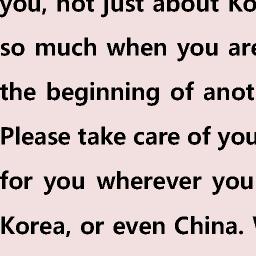 you, not just about Ko
so much when you are
the beginning of anot
Please take care of you
for you wherever you
Korea, or even China.